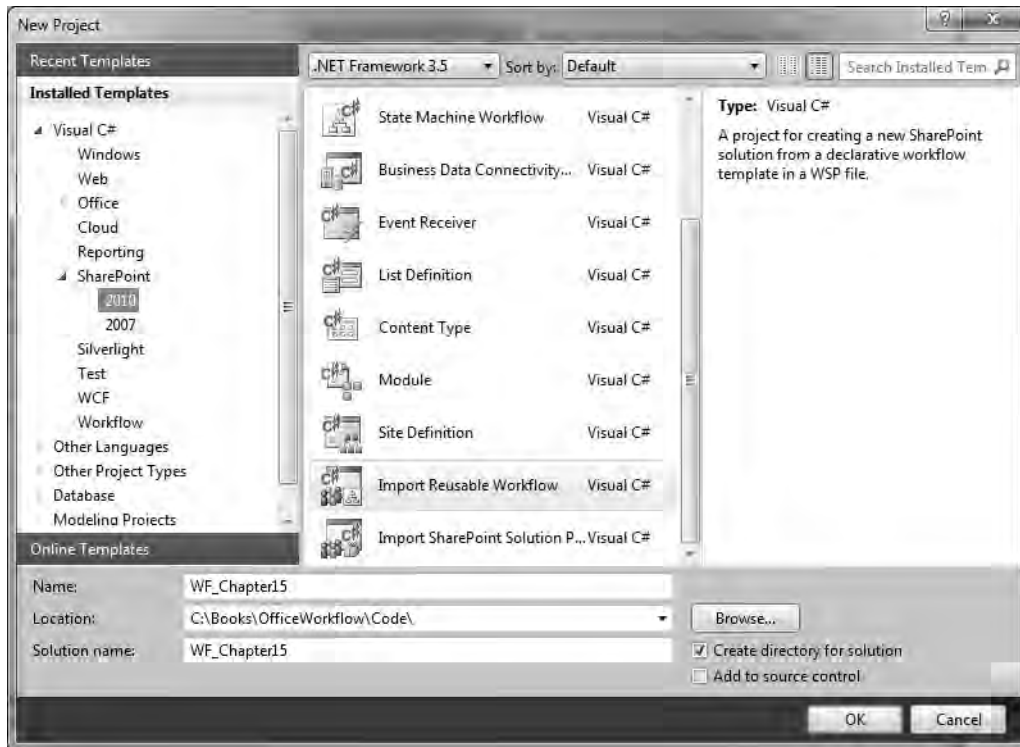 New Project
Recent Templates
.NET Framework 3.5
Sort by: Default
Search Installed Tem
Installed Templates
Visual C#
Windows
Web
Office
Cloud
Reporting
SharePoint
2010
2007
Silverlight
Test
WCF
Workflow
Other Languages
Other Project Types
Database
Modeling Projects
Online Templates
State Machine Workflow Visual C#
Business Data Connectivity... Visual C#
Event Receiver Visual C#
List Definition Visual C#
Content Type Visual C#
Module Visual C#
Site Definition Visual C#
Import Reusable Workflow Visual C#
Import SharePoint Solution P... Visual C#
Type: Visual C#
A project for creating a new SharePoint
solution from a declarative workflow
template in a WSP file.
Name: WF_Chapter15
Location: C:\Books\OfficeWorkflow\Code\
Browse...
Solution name: WF_Chapter15
Create directory for solution
Add to source control
OK Cancel